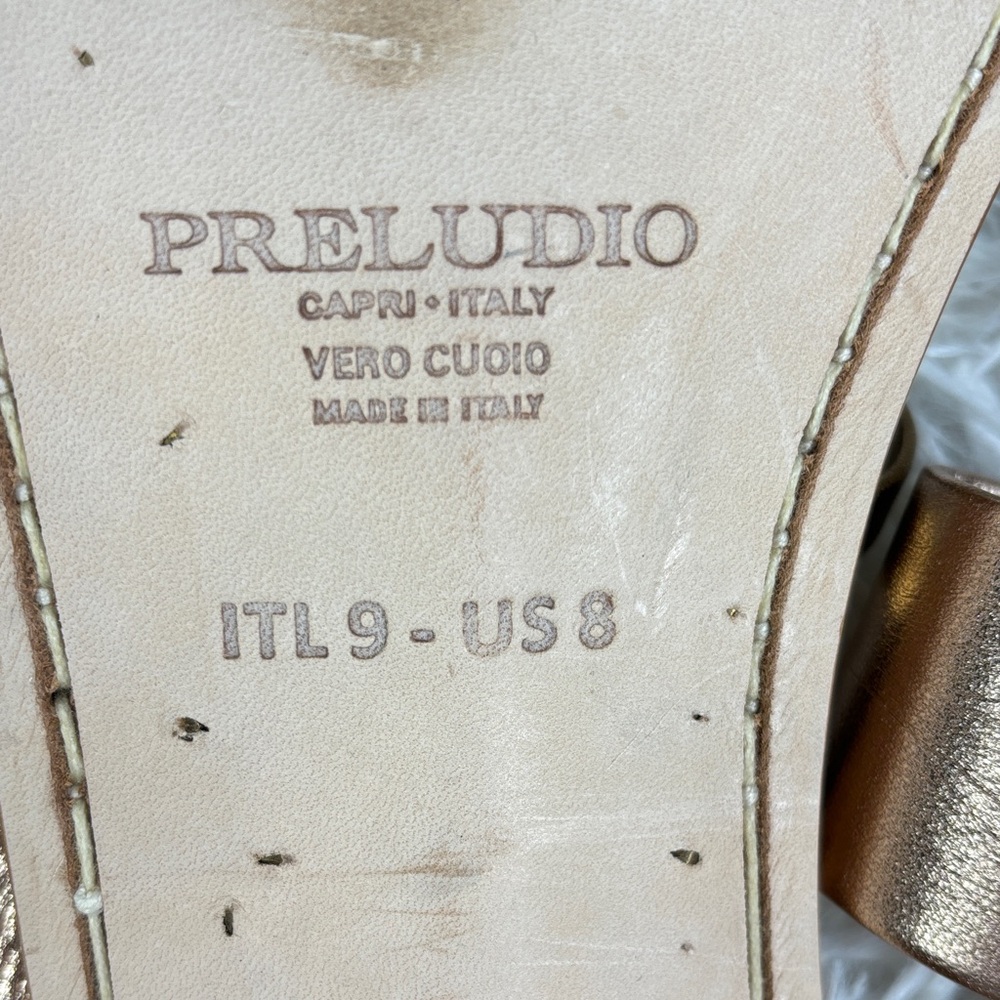 PRELUDIO
CAPRI • ITALY
VERO CUOIO
MADE IN ITALY
ITL 9 - US 8